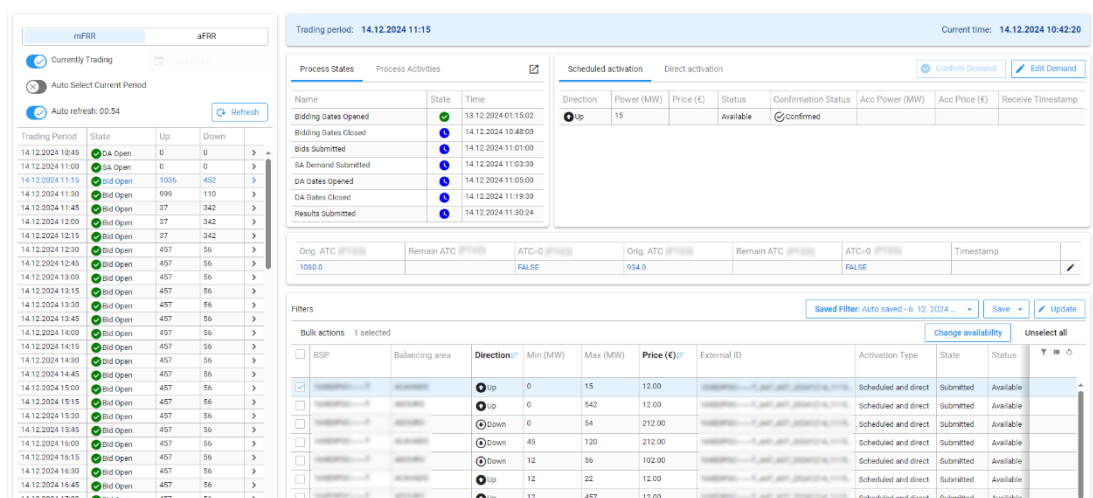 mFRR aFRR
Currently Trading
Auto Select Current Period
Auto refresh: 00:54 Refresh
Trading Period State Up Down
14.12.2024 10:45 DA Open 0 0
14.12.2024 11:00 SA Open 0 0
14.12.2024 11:15 Bid Open 1036 452
14.12.2024 11:30 Bid Open 999 110
14.12.2024 11:45 Bid Open 37 342
14.12.2024 12:00 Bid Open 37 342
14.12.2024 12:15 Bid Open 37 342
14.12.2024 12:30 Bid Open 457 56
14.12.2024 12:45 Bid Open 457 56
14.12.2024 13:00 Bid Open 457 56
14.12.2024 13:15 Bid Open 457 56
14.12.2024 13:30 Bid Open 457 56
14.12.2024 13:45 Bid Open 457 56
14.12.2024 14:00 Bid Open 457 56
14.12.2024 14:15 Bid Open 457 56
14.12.2024 14:30 Bid Open 457 56
14.12.2024 14:45 Bid Open 457 56
14.12.2024 15:00 Bid Open 457 56
14.12.2024 15:15 Bid Open 457 56
14.12.2024 15:30 Bid Open 457 56
14.12.2024 15:45 Bid Open 457 56
14.12.2024 16:00 Bid Open 457 56
14.12.2024 16:15 Bid Open 457 56
14.12.2024 16:30 Bid Open 457 56
14.12.2024 16:45 Bid Open 457 56
Trading period: 14.12.2024 11:15 Current time: 14.12.2024 10:42:20
Process States Process Activities
Name State Time
Bidding Gates Opened 13.12.2024 01:15:02
Bidding Gates Closed 14.12.2024 10:48:00
Bids Submitted 14.12.2024 11:01:00
SA Demand Submitted 14.12.2024 11:03:30
DA Gates Opened 14.12.2024 11:05:00
DA Gates Closed 14.12.2024 11:19:30
Results Submitted 14.12.2024 11:30:24
Scheduled activation Direct activation Confirm Demand Edit Demand
Direction Power (MW) Price (€) Status Confirmation Status Acc Power (MW) Acc Price (€) Receive Timestamp
Up 15 Available Confirmed
Orig. ATC Remain ATC ATC=0 Orig. ATC Remain ATC ATC=0 Timestamp
1080.0 FALSE 934.0 FALSE
Filters Saved Filter: Auto saved - 6. 12. 2024 ... Save Update
Bulk actions 1 selected Change availability Unselect all
BSP Balancing area Direction Min (MW) Max (MW) Price (€) External ID Activation Type State Status
Up 0 15 12.00 Scheduled and direct Submitted Available
Up 0 542 12.00 Scheduled and direct Submitted Available
Down 0 54 212.00 Scheduled and direct Submitted Available
Down 45 120 212.00 Scheduled and direct Submitted Available
Down 12 56 102.00 Scheduled and direct Submitted Available
Up 12 22 12.00 Scheduled and direct Submitted Available
Up 12 457 12.00 Scheduled and direct Submitted Available